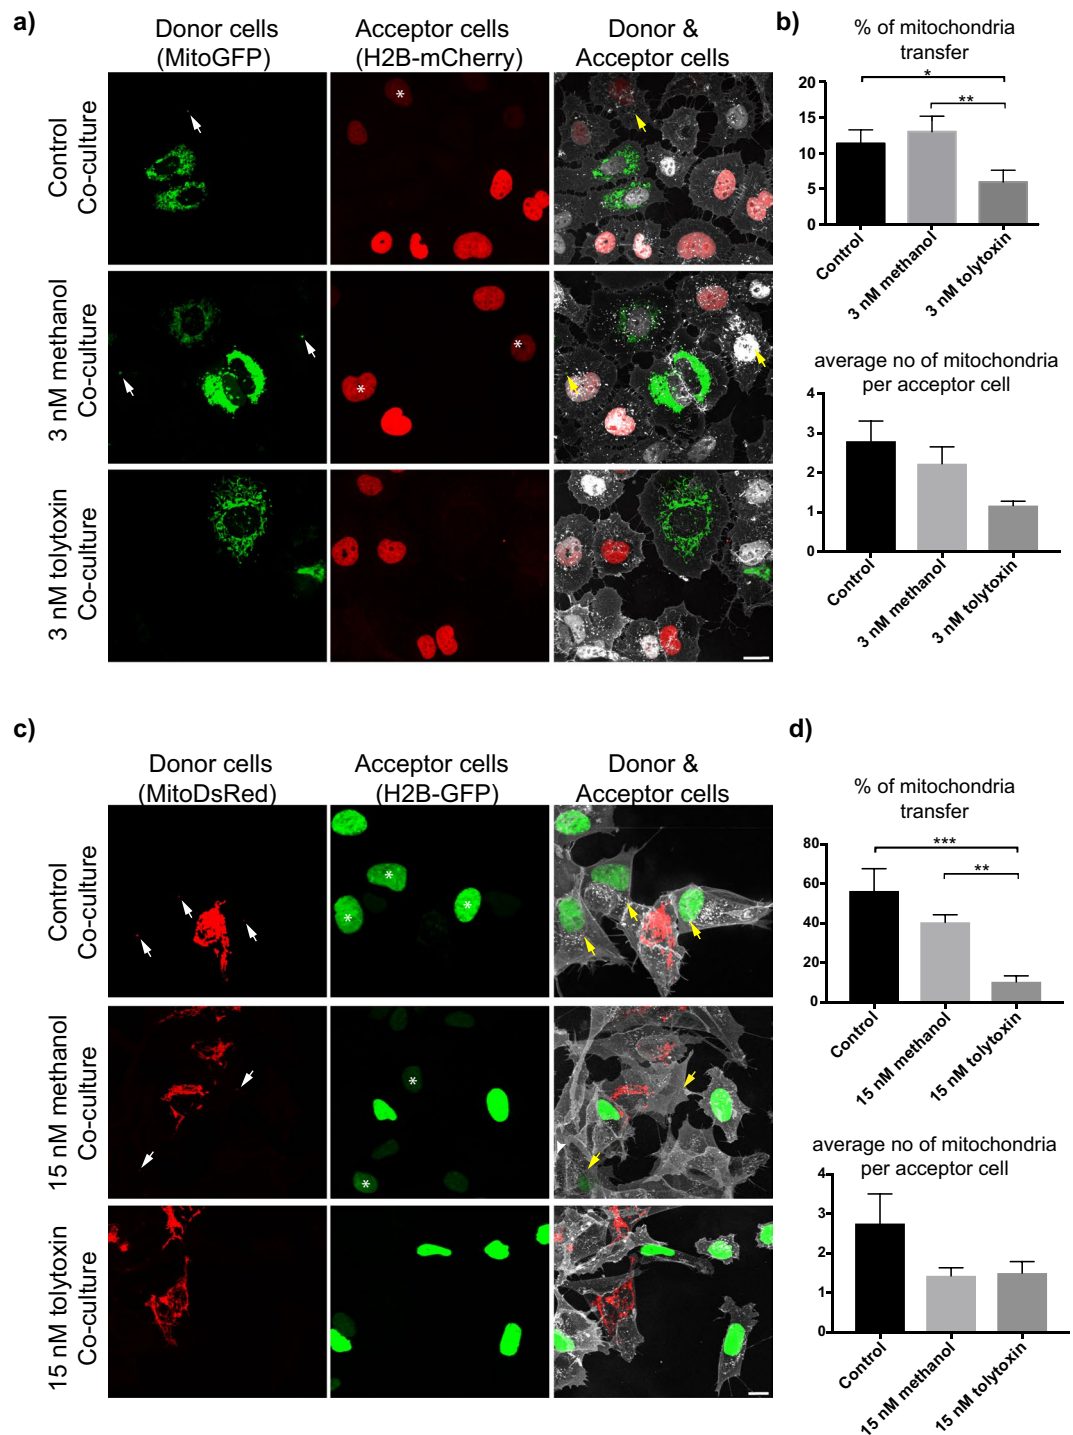 a)
Donor cells
(MitoGFP)
Acceptor cells
(H2B-mCherry)
Donor &
Acceptor cells
Control
Co-culture
*
3 nM methanol
Co-culture
*
*
3 nM tolytoxin
Co-culture
b)
% of mitochondria
transfer
*
**
20
15
10
5
0
Control
3 nM methanol
3 nM tolytoxin
average no of mitochondria
per acceptor cell
4
3
2
1
0
Control
3 nM methanol
3 nM tolytoxin
c)
Donor cells
(MitoDsRed)
Acceptor cells
(H2B-GFP)
Donor &
Acceptor cells
Control
Co-culture
*
*
*
15 nM methanol
Co-culture
*
*
15 nM tolytoxin
Co-culture
d)
% of mitochondria
transfer
***
**
80
60
40
20
0
Control
15 nM methanol
15 nM tolytoxin
average no of mitochondria
per acceptor cell
4
3
2
1
0
Control
15 nM methanol
15 nM tolytoxin